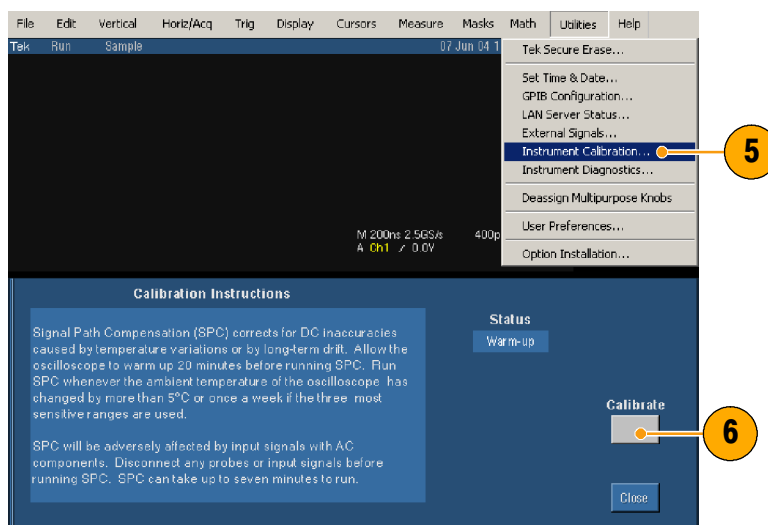 File Edit Vertical Horiz/Acq Trig Display Cursors Measure Masks Math Utilities Help
Tek Run Sample 07 Jun 04 1
Tek Secure Erase...
Set Time & Date...
GPIB Configuration...
LAN Server Status...
External Signals...
Instrument Calibration...
5
Instrument Diagnostics...
Deassign Multipurpose Knobs
User Preferences...
Option Installation...
M 200ns 2.5GS/s 400p
A Ch1 / 0.0V
Calibration Instructions
Signal Path Compensation (SPC) corrects for DC inaccuracies
caused by temperature variations or by long-term drift. Allow the
oscilloscope to warm up 20 minutes before running SPC. Run
SPC whenever the ambient temperature of the oscilloscope has
changed by more than 5°C or once a week if the three most
sensitive ranges are used.
SPC will be adversely affected by input signals with AC
components. Disconnect any probes or input signals before
running SPC. SPC can take up to seven minutes to run.
Status
Warm-up
Calibrate
6
Close